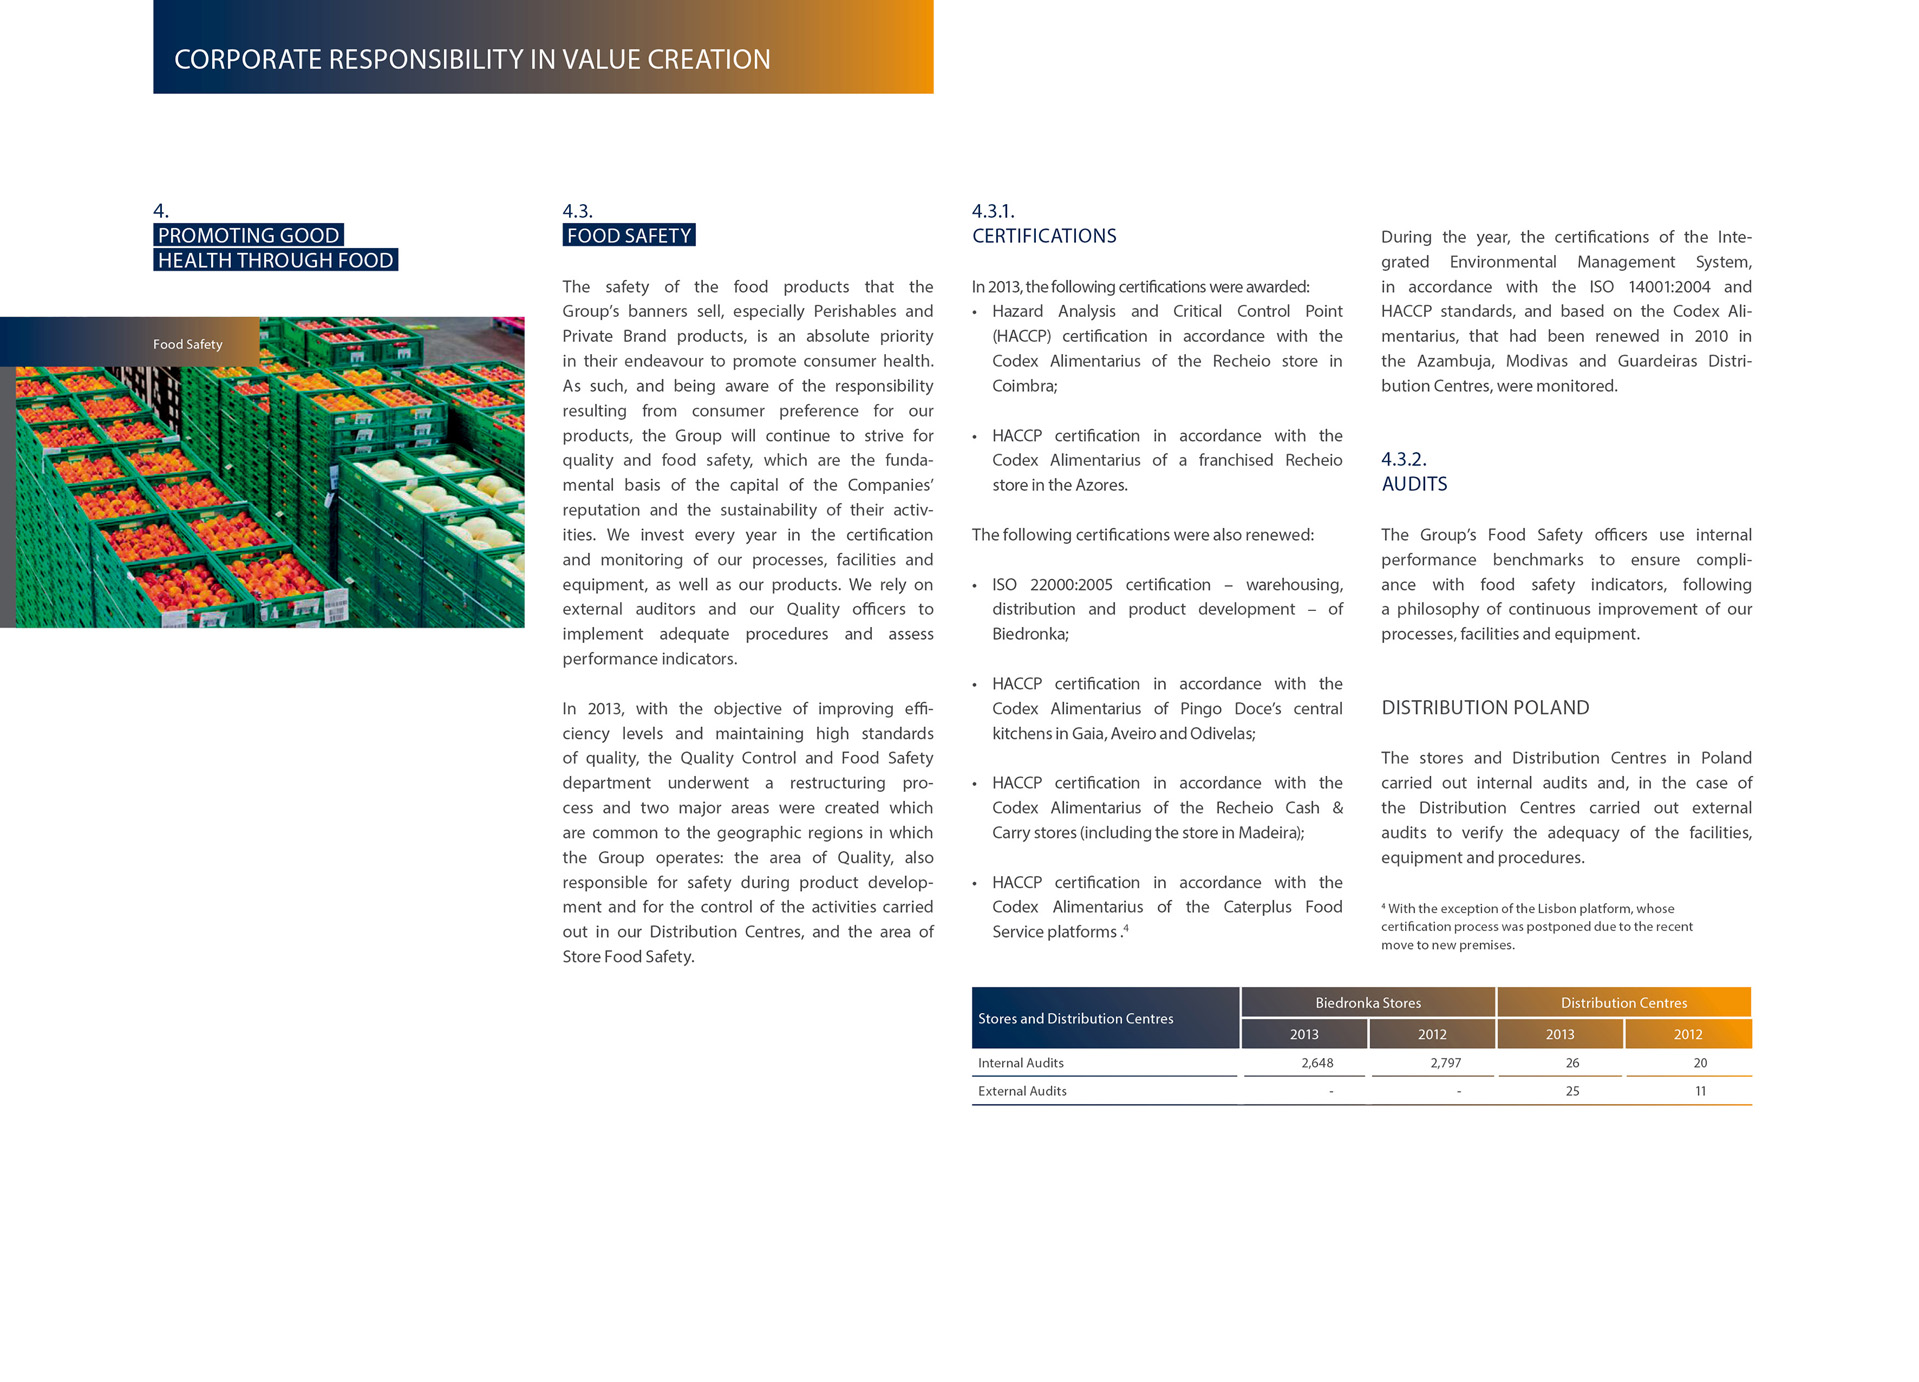 CORPORATE RESPONSIBILITY IN VALUE CREATION
4.
PROMOTING GOOD
HEALTH THROUGH FOOD
Food Safety
4.3.
FOOD SAFETY
The safety of the food products that the
Group’s banners sell, especially Perishables and
Private Brand products, is an absolute priority
in their endeavour to promote consumer health.
As such, and being aware of the responsibility
resulting from consumer preference for our
products, the Group will continue to strive for
quality and food safety, which are the funda-
mental basis of the capital of the Companies’
reputation and the sustainability of their activ-
ities. We invest every year in the certification
and monitoring of our processes, facilities and
equipment, as well as our products. We rely on
external auditors and our Quality officers to
implement adequate procedures and assess
performance indicators.
In 2013, with the objective of improving effi-
ciency levels and maintaining high standards
of quality, the Quality Control and Food Safety
department underwent a restructuring pro-
cess and two major areas were created which
are common to the geographic regions in which
the Group operates: the area of Quality, also
responsible for safety during product develop-
ment and for the control of the activities carried
out in our Distribution Centres, and the area of
Store Food Safety.
4.3.1.
CERTIFICATIONS
In 2013, the following certifications were awarded:
• Hazard Analysis and Critical Control Point
(HACCP) certification in accordance with the
Codex Alimentarius of the Recheio store in
Coimbra;
• HACCP certification in accordance with the
Codex Alimentarius of a franchised Recheio
store in the Azores.
The following certifications were also renewed:
• ISO 22000:2005 certification – warehousing,
distribution and product development – of
Biedronka;
• HACCP certification in accordance with the
Codex Alimentarius of Pingo Doce’s central
kitchens in Gaia, Aveiro and Odivelas;
• HACCP certification in accordance with the
Codex Alimentarius of the Recheio Cash &
Carry stores (including the store in Madeira);
• HACCP certification in accordance with the
Codex Alimentarius of the Caterplus Food
Service platforms .⁴
During the year, the certifications of the Inte-
grated Environmental Management System,
in accordance with the ISO 14001:2004 and
HACCP standards, and based on the Codex Ali-
mentarius, that had been renewed in 2010 in
the Azambuja, Modivas and Guardeiras Distri-
bution Centres, were monitored.
4.3.2.
AUDITS
The Group’s Food Safety officers use internal
performance benchmarks to ensure compli-
ance with food safety indicators, following
a philosophy of continuous improvement of our
processes, facilities and equipment.
DISTRIBUTION POLAND
The stores and Distribution Centres in Poland
carried out internal audits and, in the case of
the Distribution Centres carried out external
audits to verify the adequacy of the facilities,
equipment and procedures.
⁴ With the exception of the Lisbon platform, whose
certification process was postponed due to the recent
move to new premises.
Stores and Distribution Centres Biedronka Stores Distribution Centres
2013 2012 2013 2012
Internal Audits 2,648 2,797 26 20
External Audits - - 25 11